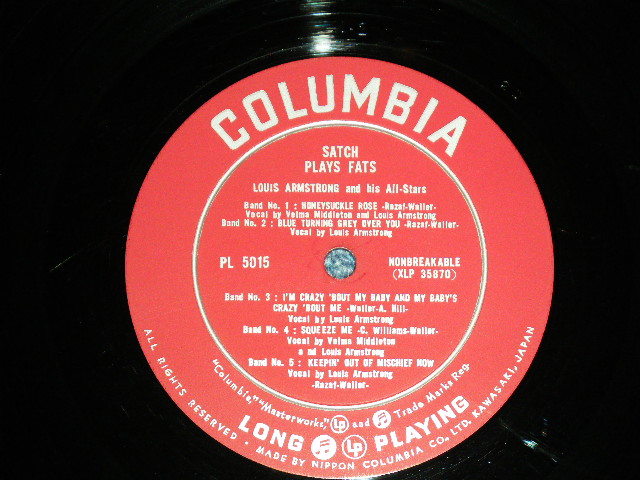 COLUMBIA
SATCH
PLAYS FATS
LOUIS ARMSTRONG and his All-Stars
Band No. 1 : HONEYSUCKLE ROSE -Razaf-Waller-
Vocal by Velma Middleton and Louis Armstrong
Band No. 2 : BLUE TURNING GREY OVER YOU -Razaf-Waller-
Vocal by Louis Armstrong
PL 5015
NONBREAKABLE
(XLP 35870)
Band No. 3 : I'M CRAZY 'BOUT MY BABY AND MY BABY'S
CRAZY 'BOUT ME -Waller-A. Hill-
Vocal by Louis Armstrong
Band No. 4 : SQUEEZE ME -C. Williams-Waller-
Vocal by Velma Middleton
a nd Louis Armstrong
Band No. 5 : KEEPIN' OUT OF MISCHIEF NOW
Vocal by Louis Armstrong
-Razaf-Waller-
"Columbia," "Masterworks," LP and Trade Marks Reg.
LONG LP PLAYING
ALL RIGHTS RESERVED · MADE BY NIPPON COLUMBIA CO., LTD. KAWASAKI, JAPAN